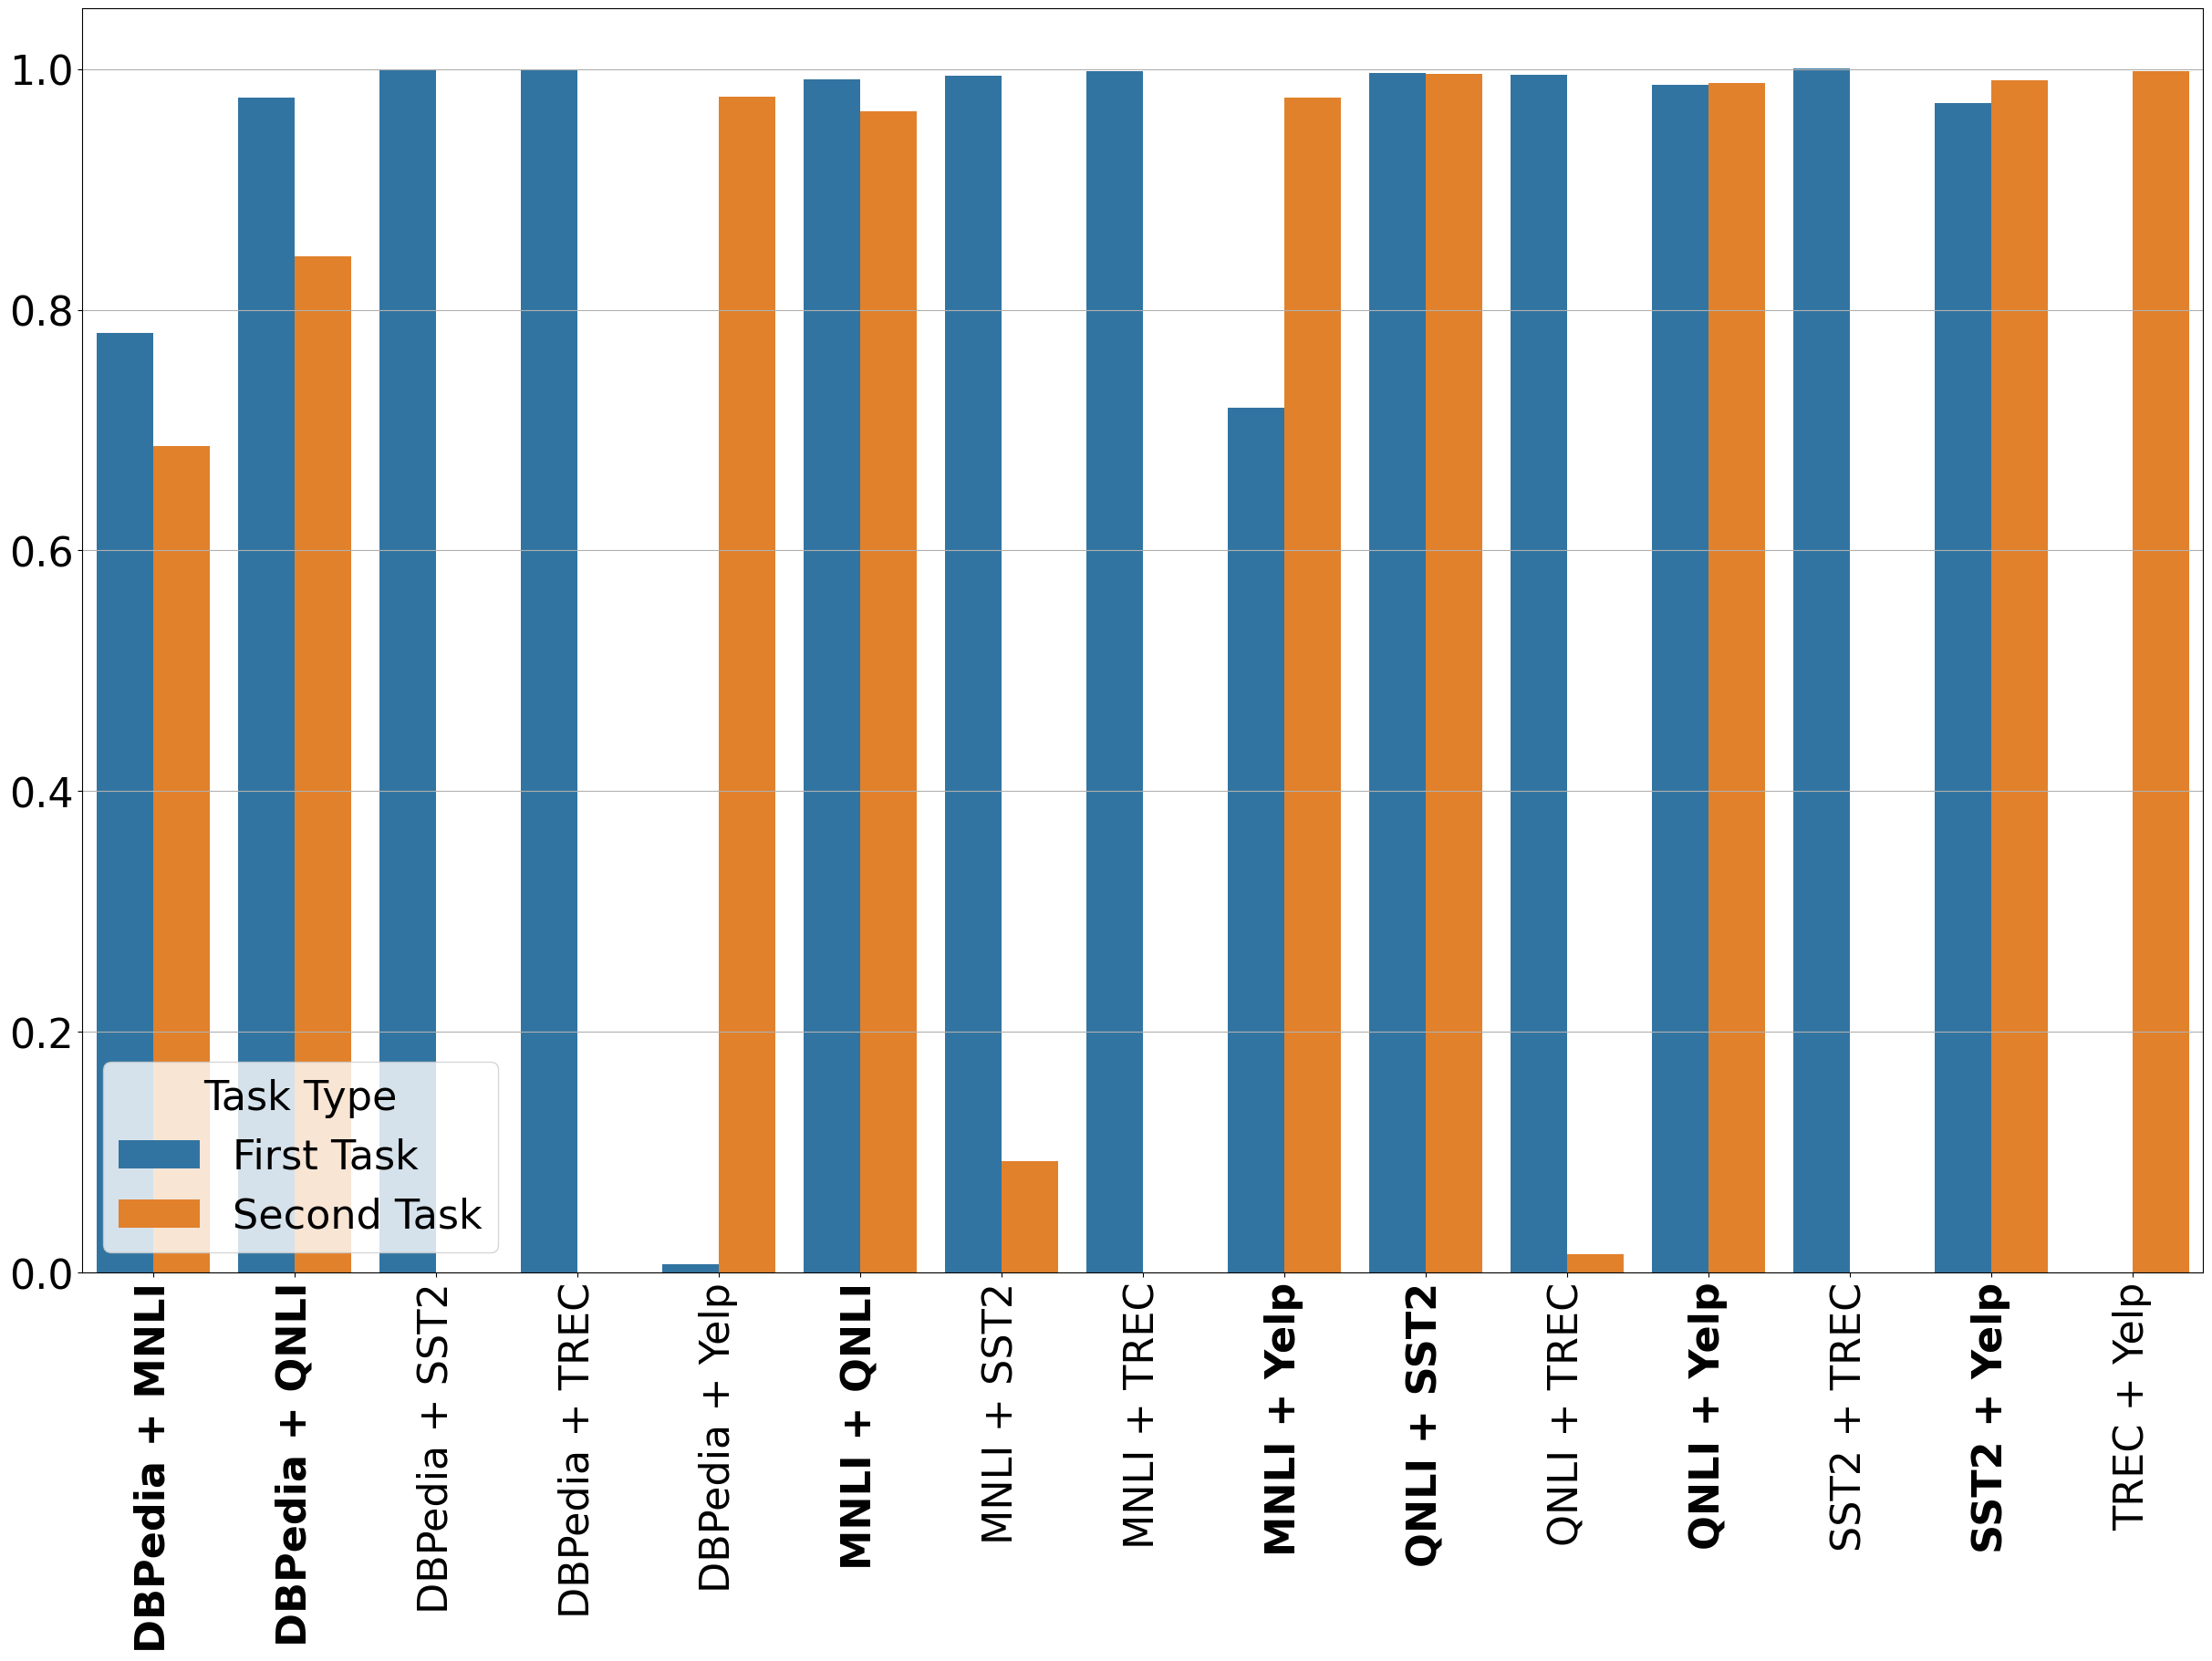 1.0
0.8
0.6
0.4
0.2
0.0
Task Type
First Task
Second Task
DBPedia + MNLI
DBPedia + QNLI
DBPedia + SST2
DBPedia + TREC
DBPedia + Yelp
MNLI + QNLI
MNLI + SST2
MNLI + TREC
MNLI + Yelp
QNLI + SST2
QNLI + TREC
QNLI + Yelp
SST2 + TREC
SST2 + Yelp
TREC + Yelp